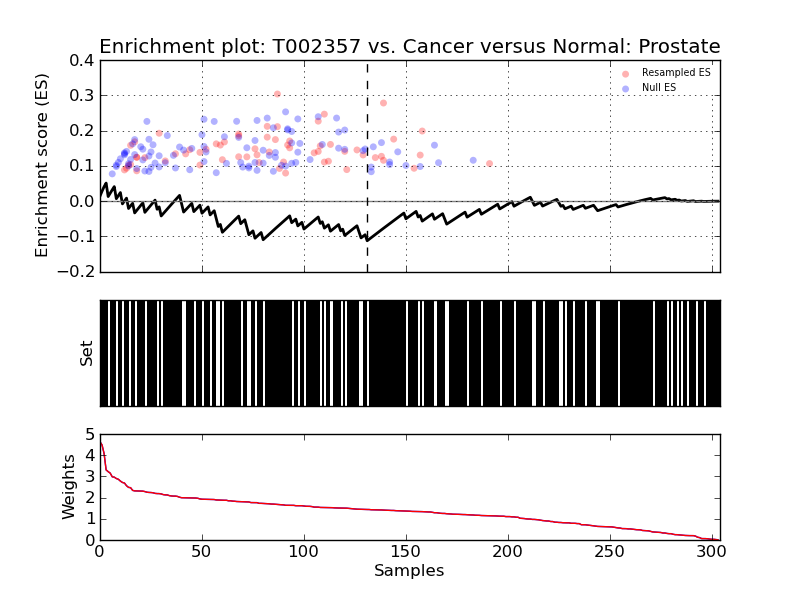 Enrichment plot: T002357 vs. Cancer versus Normal: Prostate
Enrichment score (ES)
0.4
0.3
0.2
0.1
0.0
−0.1
−0.2
Resampled ES
Null ES
Set
Weights
5
4
3
2
1
0
0 50 100 150 200 250 300
Samples